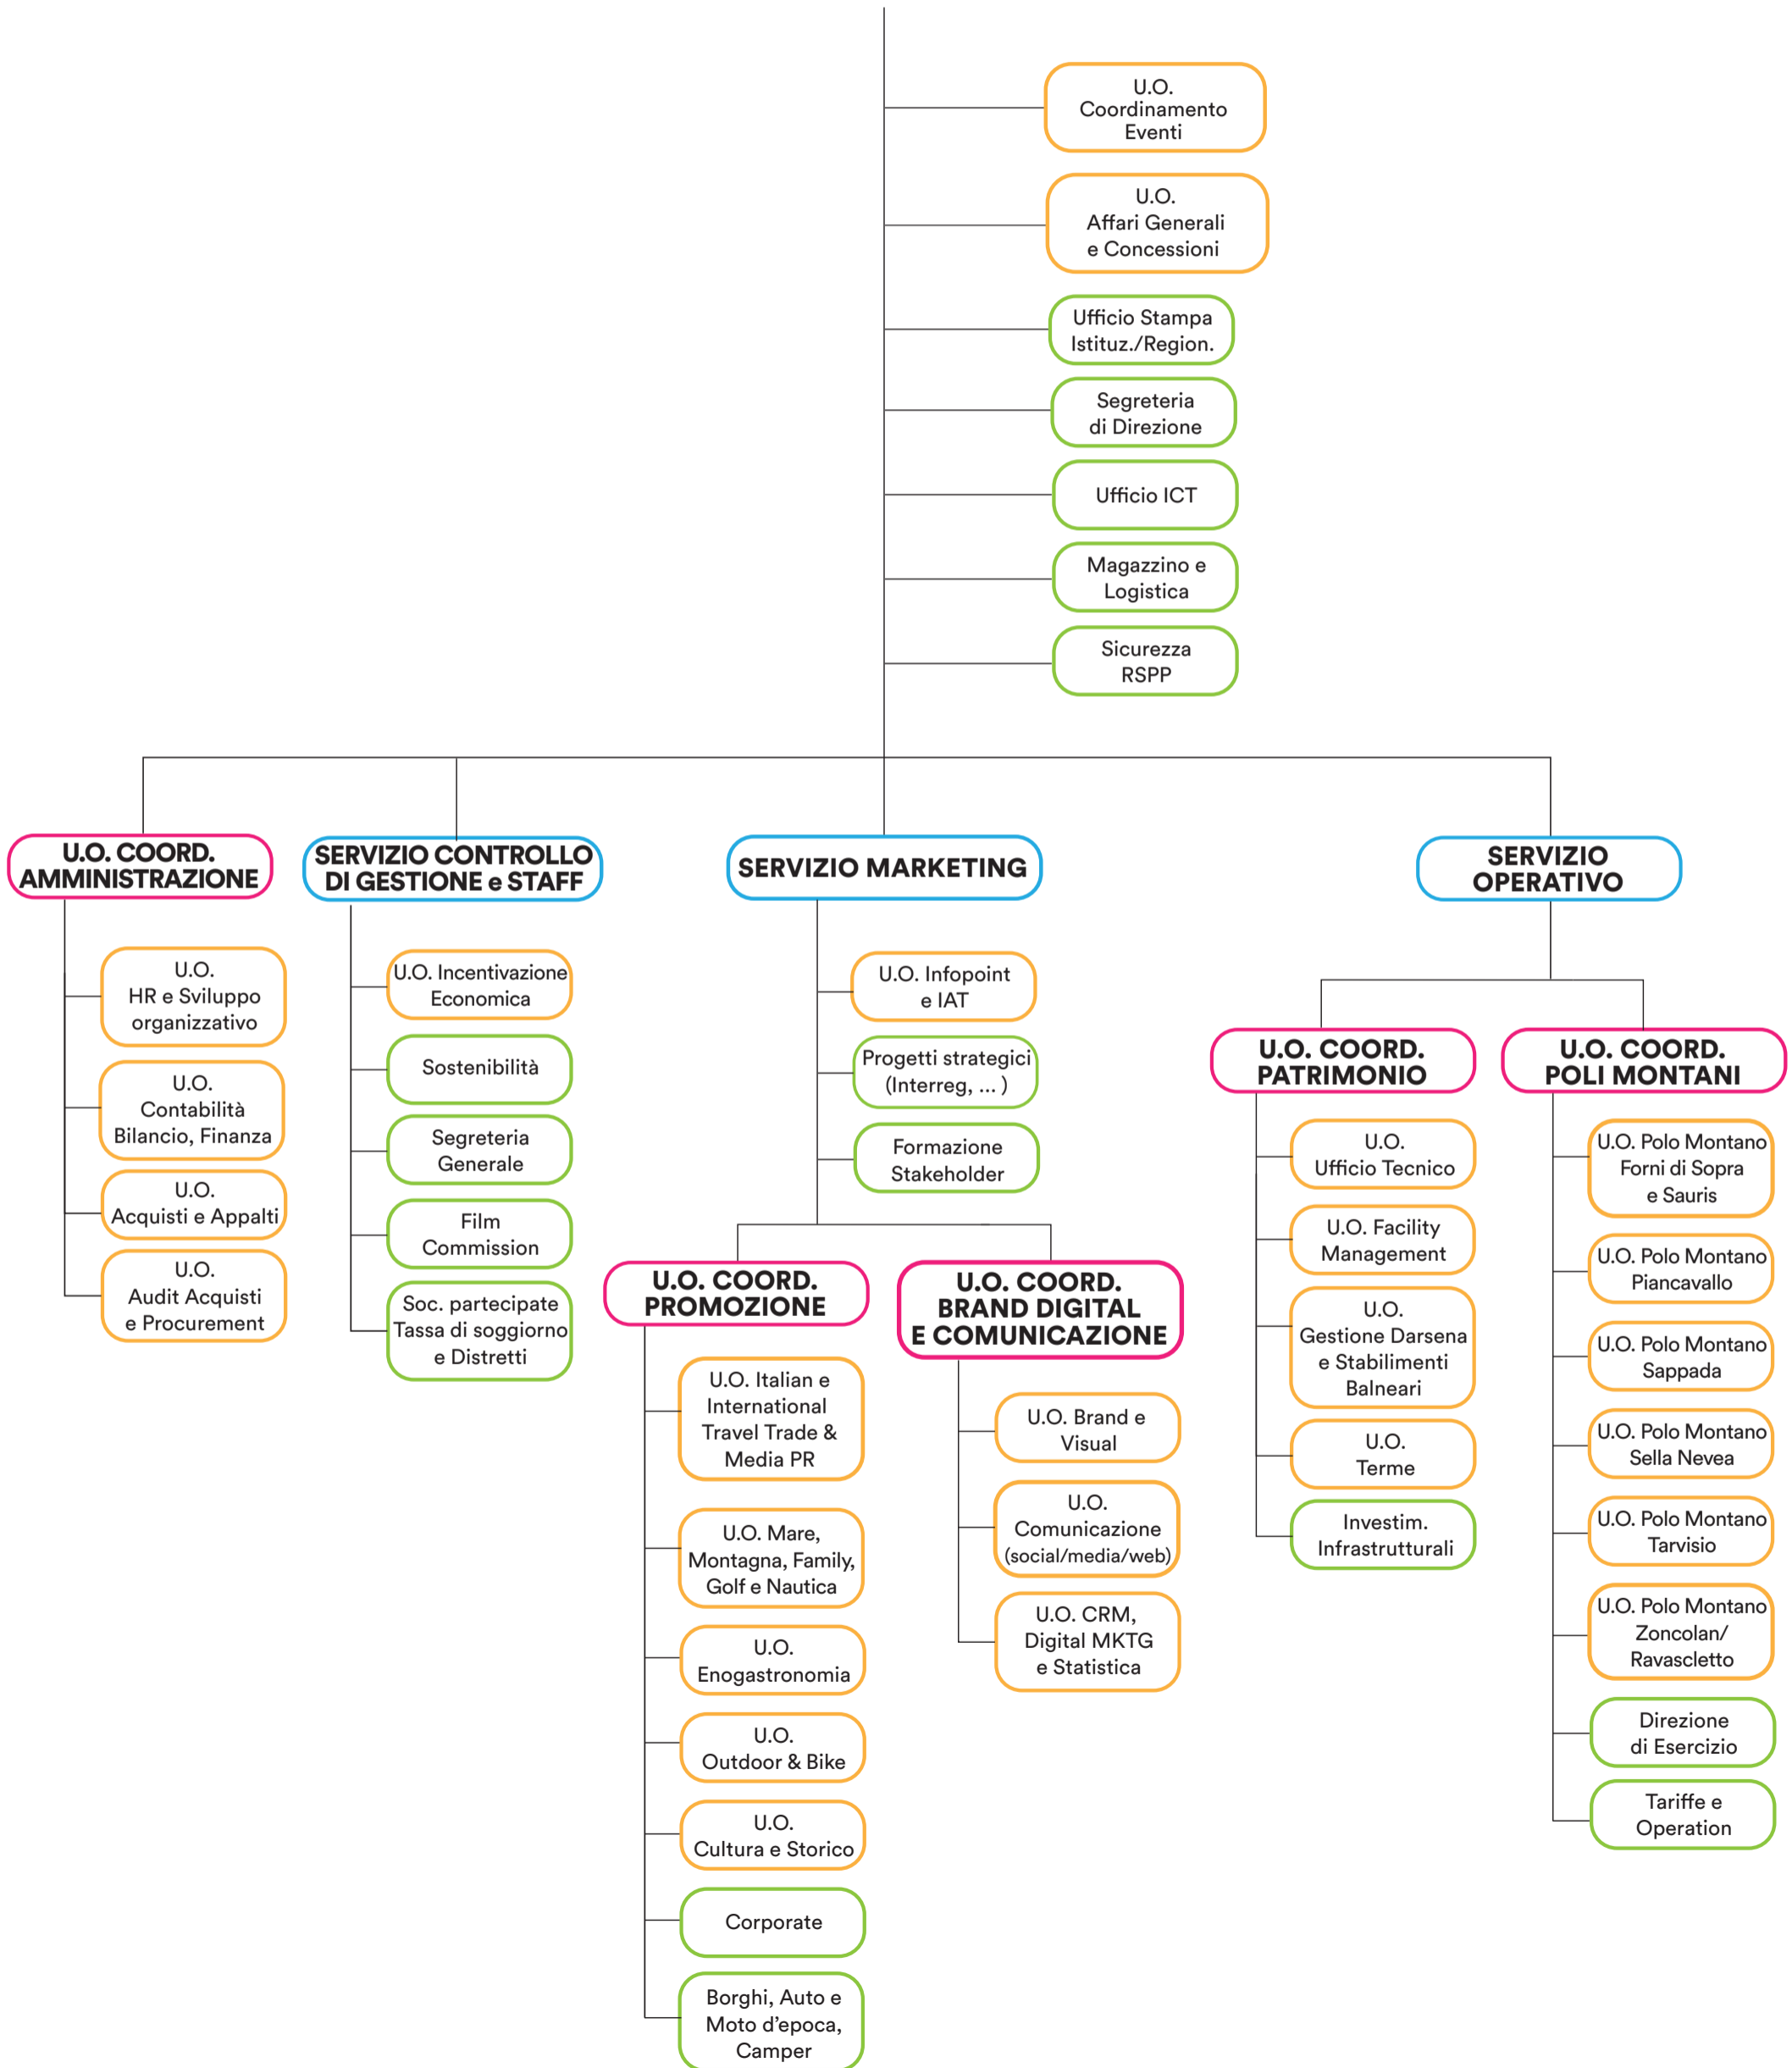 U.O.
Coordinamento
Eventi
U.O.
Affari Generali
e Concessioni
Ufficio Stampa
Istituz./Region.
Segreteria
di Direzione
Ufficio ICT
Magazzino e
Logistica
Sicurezza
RSPP
U.O. COORD.
AMMINISTRAZIONE
U.O.
HR e Sviluppo
organizzativo
U.O.
Contabilità
Bilancio, Finanza
U.O.
Acquisti e Appalti
U.O.
Audit Acquisti
e Procurement
SERVIZIO CONTROLLO
DI GESTIONE e STAFF
U.O. Incentivazione
Economica
Sostenibilità
Segreteria
Generale
Film
Commission
Soc. partecipate
Tassa di soggiorno
e Distretti
SERVIZIO MARKETING
U.O. Infopoint
e IAT
Progetti strategici
(Interreg, ... )
Formazione
Stakeholder
U.O. COORD.
PROMOZIONE
U.O. Italian e
International
Travel Trade &
Media PR
U.O. Mare,
Montagna, Family,
Golf e Nautica
U.O.
Enogastronomia
U.O.
Outdoor & Bike
U.O.
Cultura e Storico
Corporate
Borghi, Auto e
Moto d'epoca,
Camper
U.O. COORD.
BRAND DIGITAL
E COMUNICAZIONE
U.O. Brand e
Visual
U.O.
Comunicazione
(social/media/web)
U.O. CRM,
Digital MKTG
e Statistica
SERVIZIO
OPERATIVO
U.O. COORD.
PATRIMONIO
U.O.
Ufficio Tecnico
U.O. Facility
Management
U.O.
Gestione Darsena
e Stabilimenti
Balneari
U.O.
Terme
Investim.
Infrastrutturali
U.O. COORD.
POLI MONTANI
U.O. Polo Montano
Forni di Sopra
e Sauris
U.O. Polo Montano
Piancavallo
U.O. Polo Montano
Sappada
U.O. Polo Montano
Sella Nevea
U.O. Polo Montano
Tarvisio
U.O. Polo Montano
Zoncolan/
Ravascletto
Direzione
di Esercizio
Tariffe e
Operation